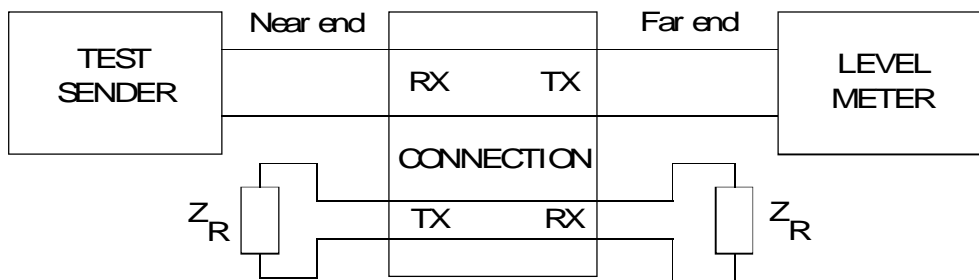 Near end
Far end
TEST
SENDER
RX TX
LEVEL
METER
CONNECTION
Z_R
TX RX
Z_R